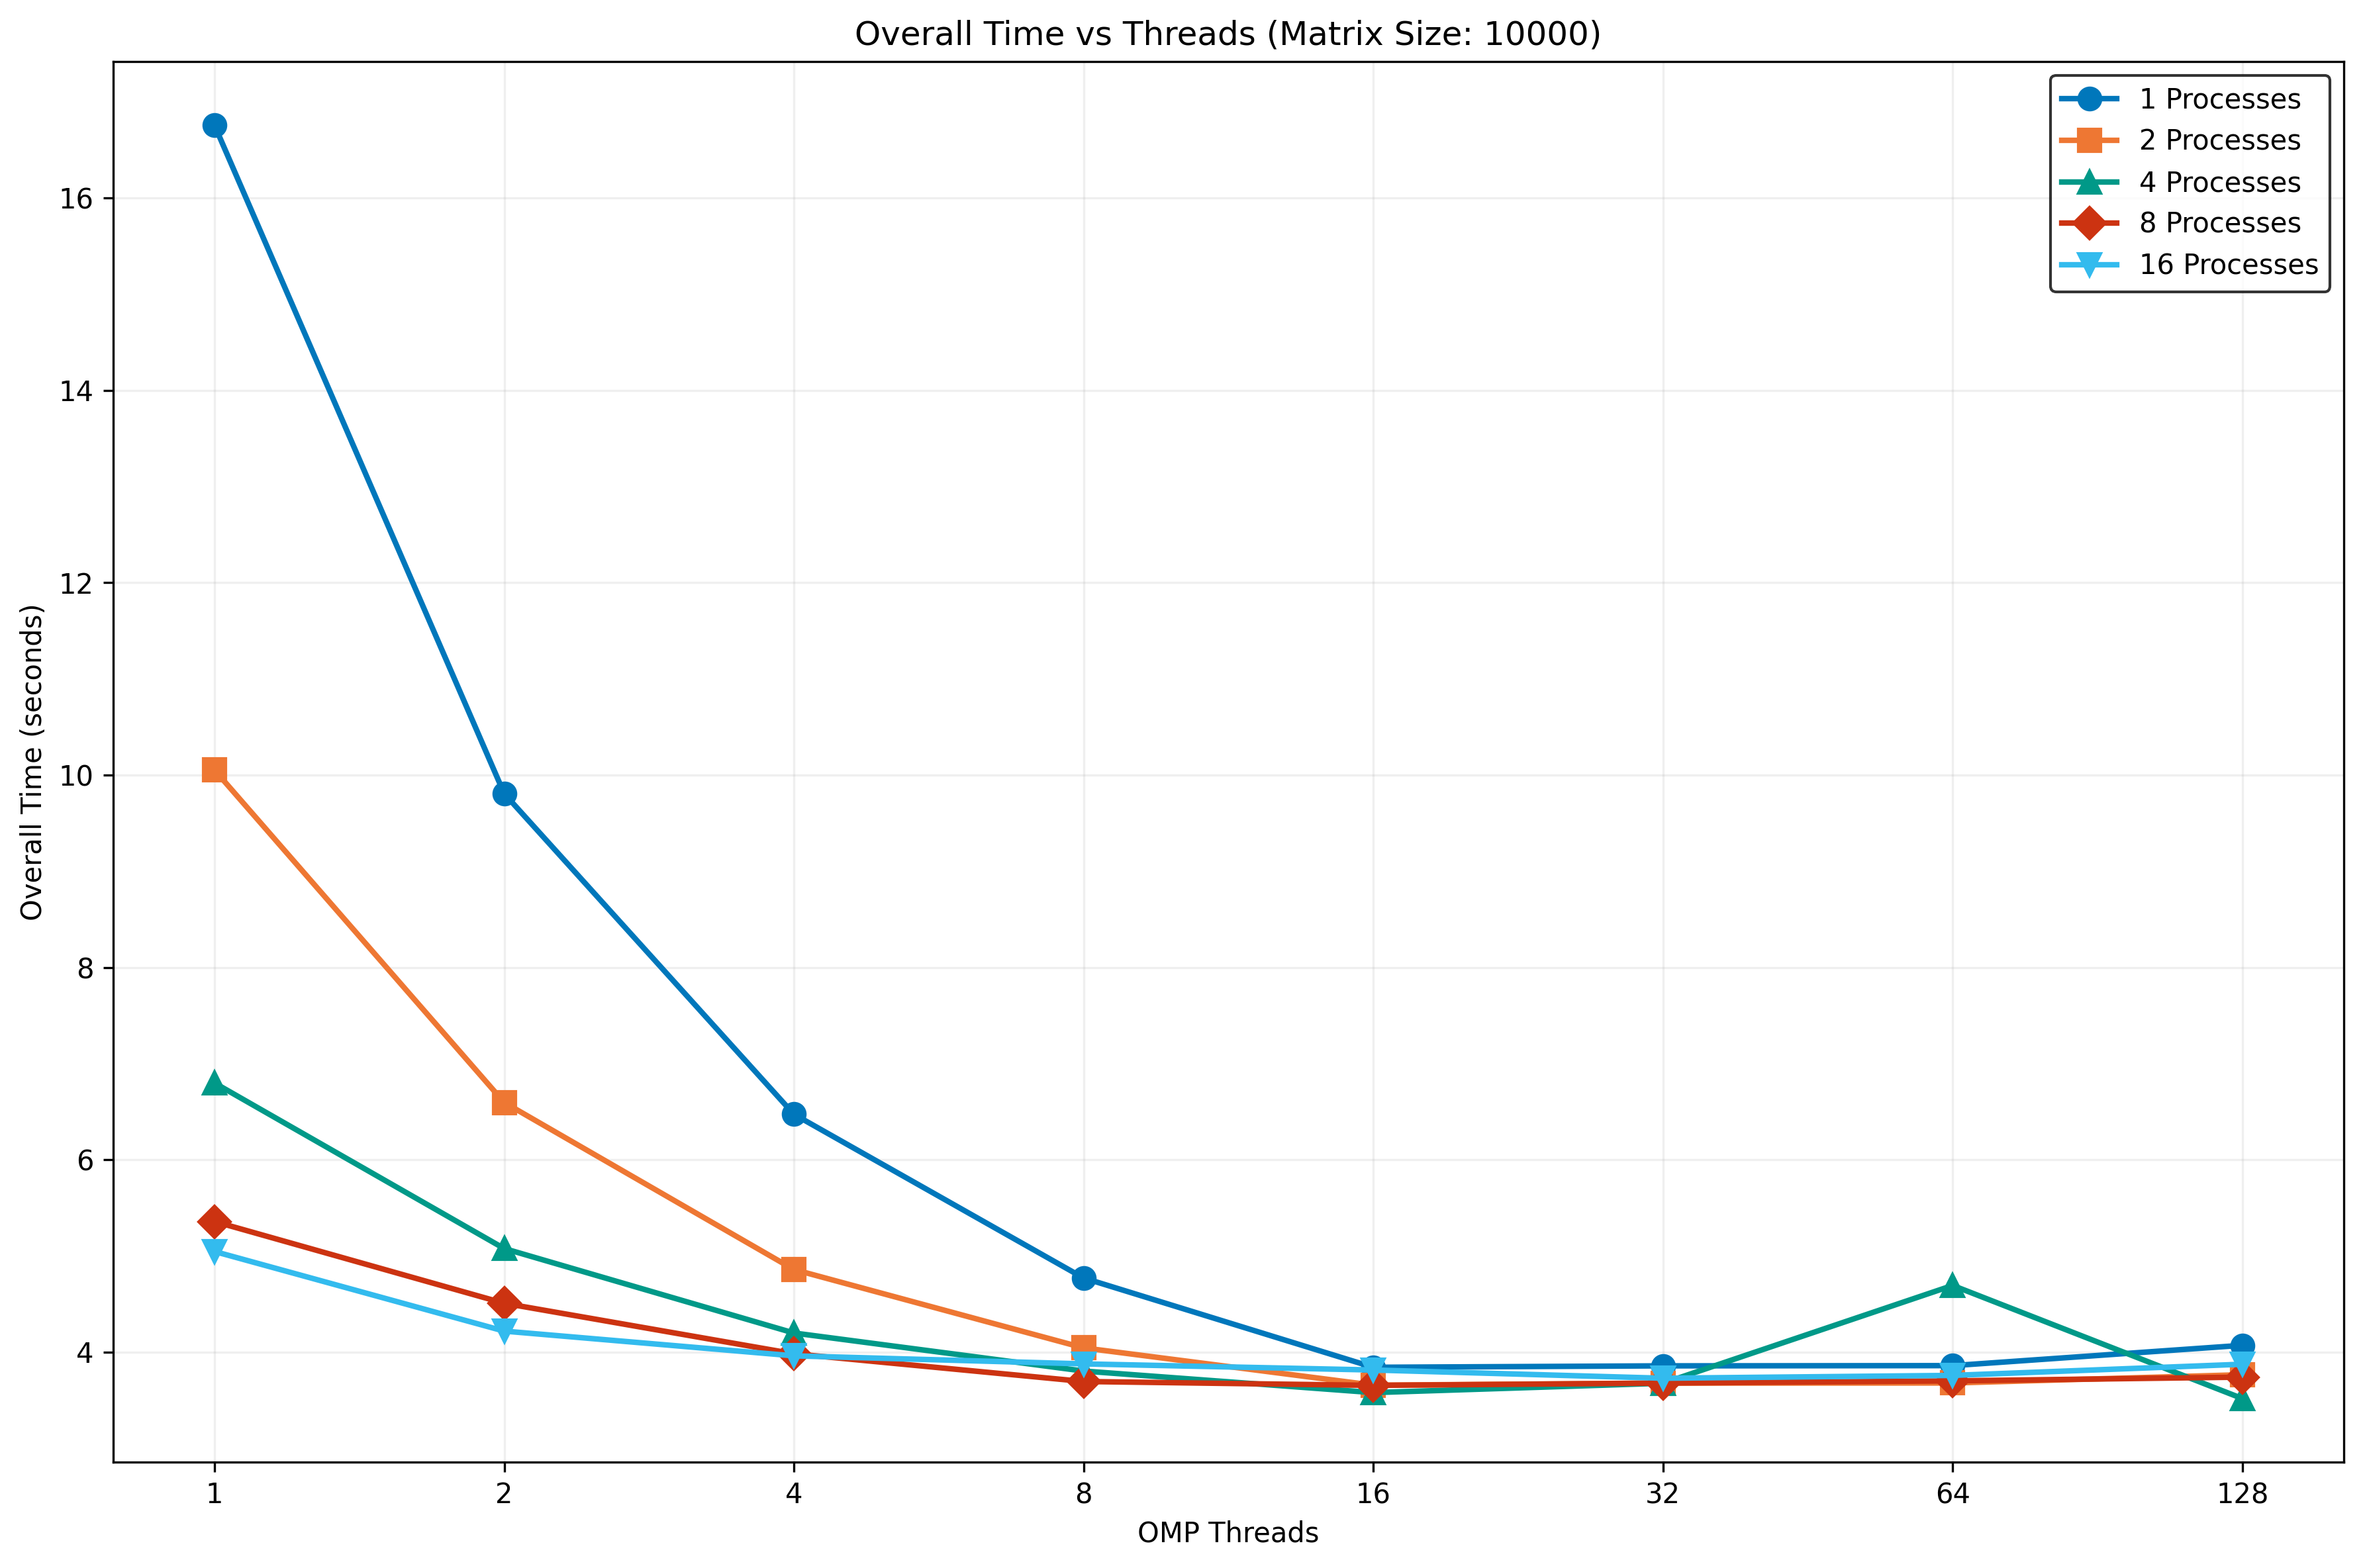 Overall Time vs Threads (Matrix Size: 10000)
1 Processes
2 Processes
4 Processes
8 Processes
16 Processes
Overall Time (seconds)
16
14
12
10
8
6
4
1 2 4 8 16 32 64 128
OMP Threads